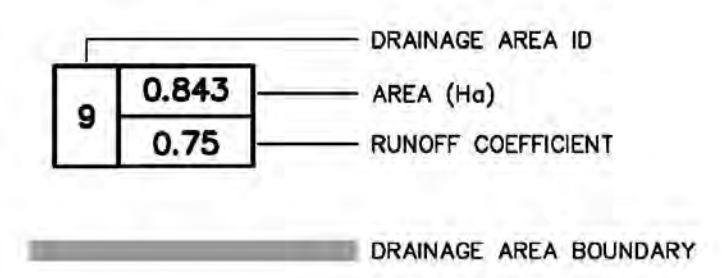 DRAINAGE AREA ID
9
0.843
AREA (Ha)
0.75
RUNOFF COEFFICIENT
DRAINAGE AREA BOUNDARY